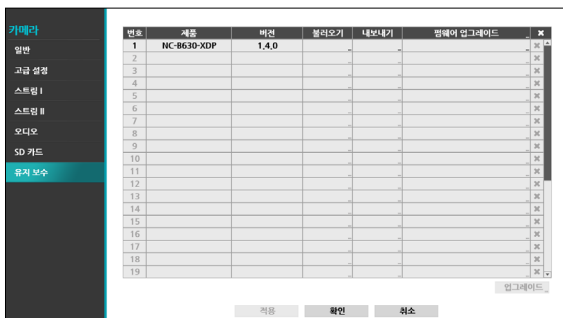 카메라
일반
고급 설정
스트림 I
스트림 II
오디오
SD 카드
유지 보수
번호 제품 버전 불러오기 내보내기 펌웨어 업그레이드 ... ✖
1 NC-B630-XDP 1,4,0 ... ... ... ✖
2 ... ... ... ✖
3 ... ... ... ✖
4 ... ... ... ✖
5 ... ... ... ✖
6 ... ... ... ✖
7 ... ... ... ✖
8 ... ... ... ✖
9 ... ... ... ✖
10 ... ... ... ✖
11 ... ... ... ✖
12 ... ... ... ✖
13 ... ... ... ✖
14 ... ... ... ✖
15 ... ... ... ✖
16 ... ... ... ✖
17 ... ... ... ✖
18 ... ... ... ✖
19 ... ... ... ✖
업그레이드...
적용 확인 취소